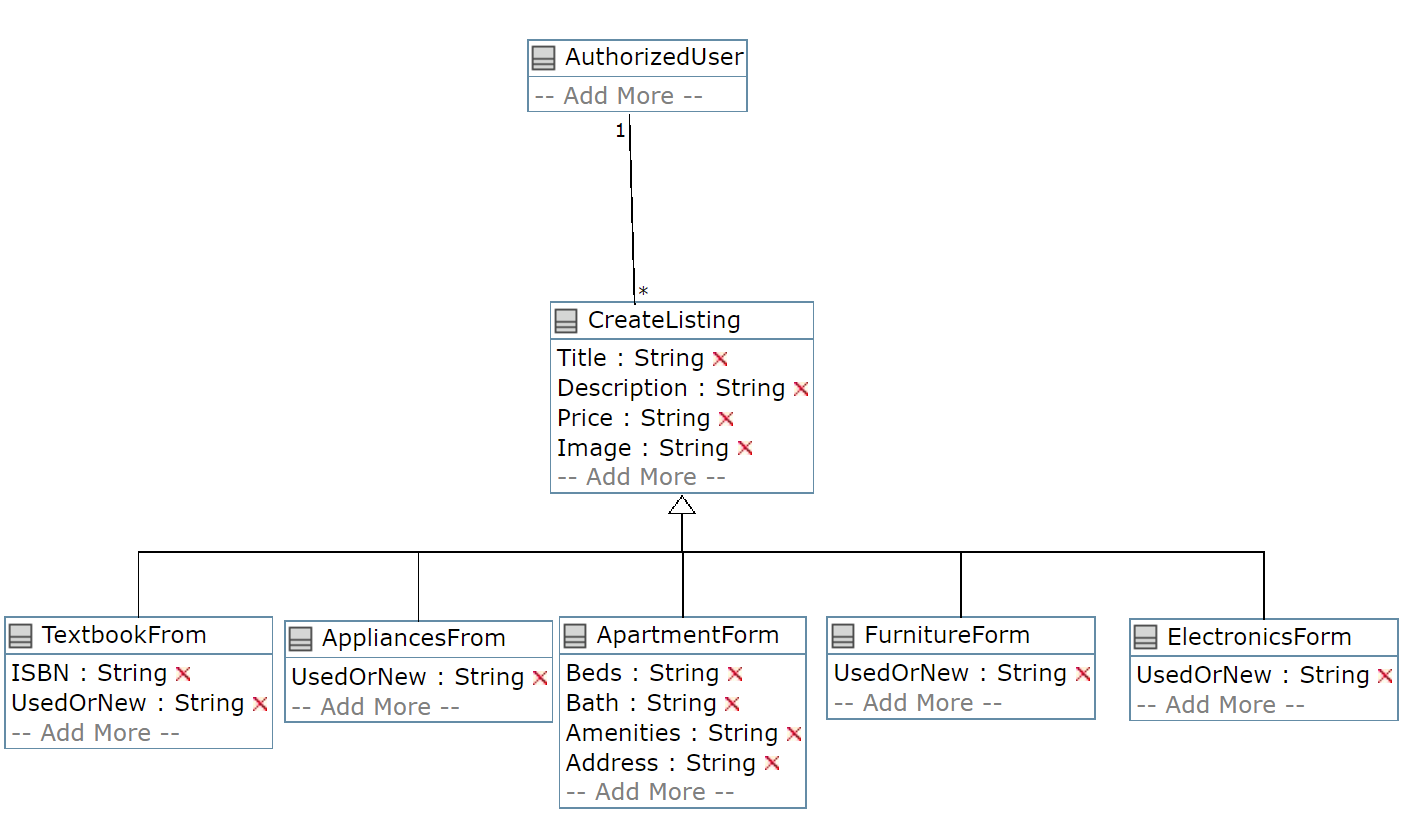 AuthorizedUser
-- Add More --
1
*
CreateListing
Title : String
Description : String
Price : String
Image : String
-- Add More --
TextbookFrom
ISBN : String
UsedOrNew : String
-- Add More --
AppliancesFrom
UsedOrNew : String
-- Add More --
ApartmentForm
Beds : String
Bath : String
Amenities : String
Address : String
-- Add More --
FurnitureForm
UsedOrNew : String
-- Add More --
ElectronicsForm
UsedOrNew : String
-- Add More --